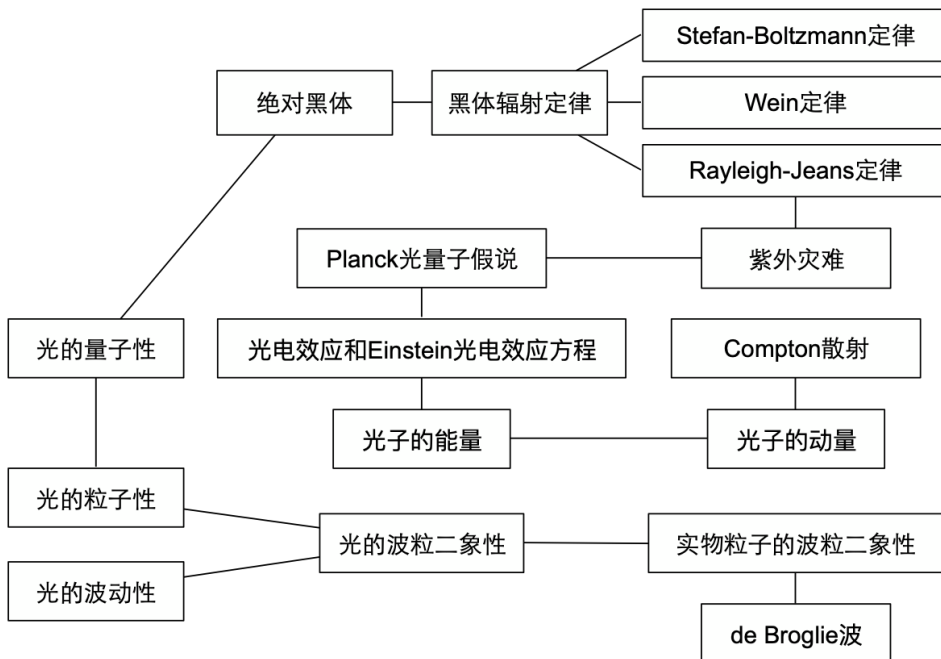 Stefan-Boltzmann定律
绝对黑体
黑体辐射定律
Wein定律
Rayleigh-Jeans定律
Planck光量子假说
紫外灾难
光的量子性
光电效应和Einstein光电效应方程
Compton散射
光子的能量
光子的动量
光的粒子性
光的波粒二象性
实物粒子的波粒二象性
光的波动性
de Broglie波